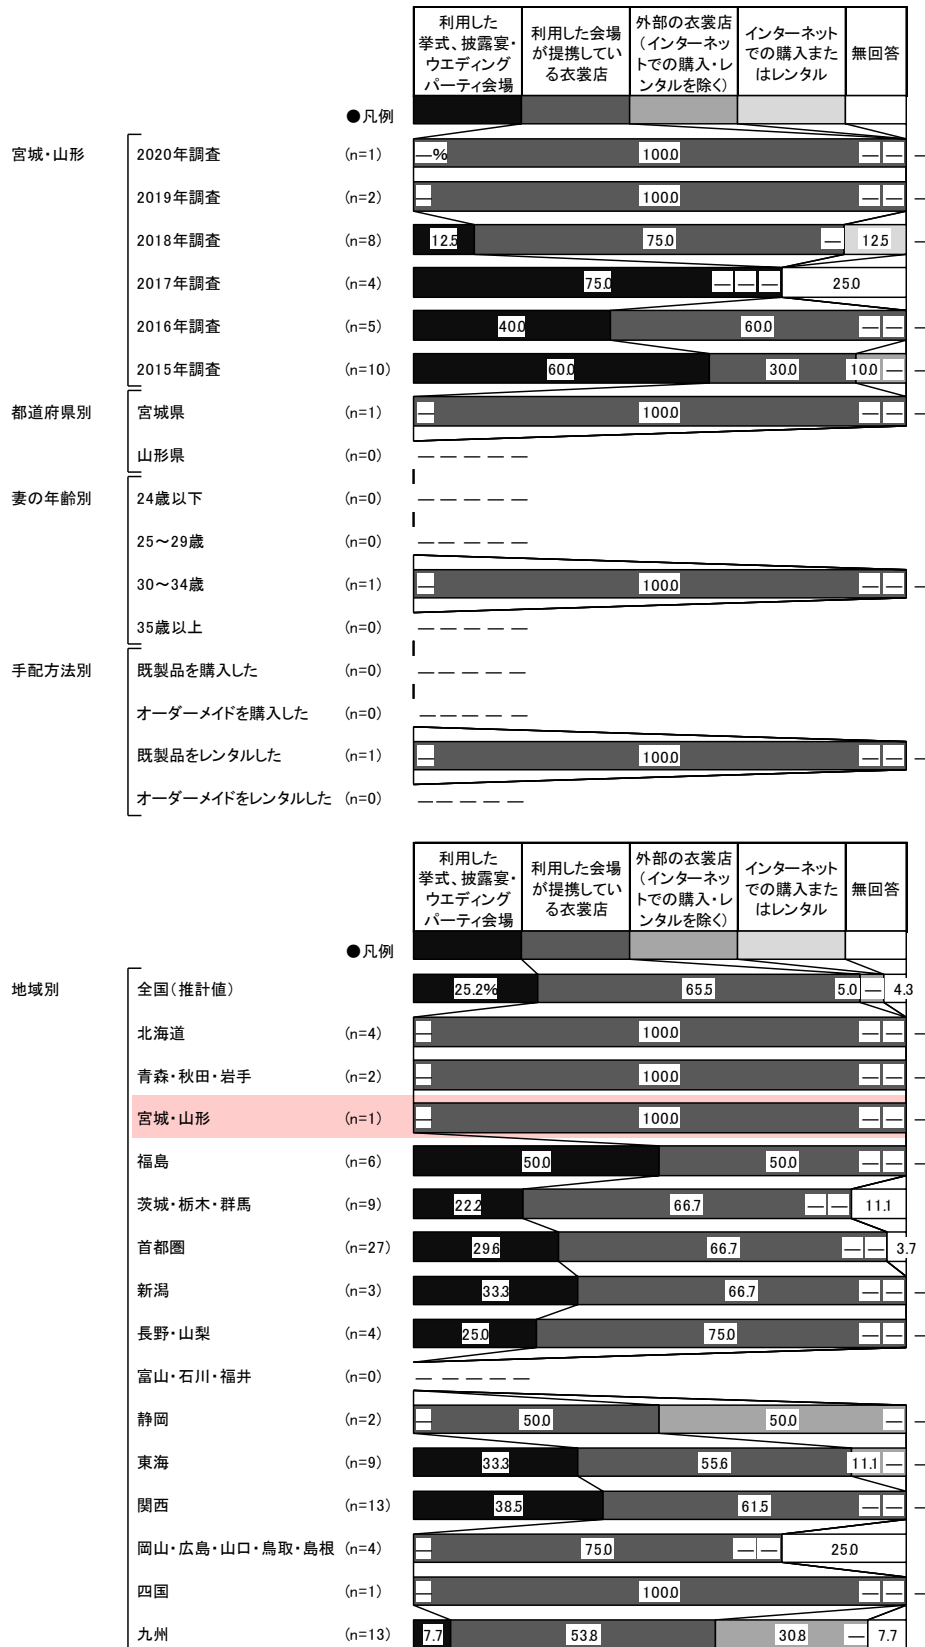 利用した
挙式、披露宴・
ウエディング
パーティ会場
利用した会場
が提携してい
る衣裳店
外部の衣裳店
（インターネッ
トでの購入・レ
ンタルを除く）
インターネット
での購入また
はレンタル
無回答
●凡例
宮城・山形 2020年調査 (n=1) ―% 100.0 ― ― ―
2019年調査 (n=2) ― 100.0 ― ― ―
2018年調査 (n=8) 12.5 75.0 ― 12.5 ―
2017年調査 (n=4) 75.0 ― ― ― 25.0
2016年調査 (n=5) 40.0 60.0 ― ― ―
2015年調査 (n=10) 60.0 30.0 10.0 ― ―
都道府県別 宮城県 (n=1) ― 100.0 ― ― ―
山形県 (n=0) ― ― ― ― ―
妻の年齢別 24歳以下 (n=0) ― ― ― ― ―
25～29歳 (n=0) ― ― ― ― ―
30～34歳 (n=1) ― 100.0 ― ― ―
35歳以上 (n=0) ― ― ― ― ―
手配方法別 既製品を購入した (n=0) ― ― ― ― ―
オーダーメイドを購入した (n=0) ― ― ― ― ―
既製品をレンタルした (n=1) ― 100.0 ― ― ―
オーダーメイドをレンタルした (n=0) ― ― ― ― ―
利用した
挙式、披露宴・
ウエディング
パーティ会場
利用した会場
が提携してい
る衣裳店
外部の衣裳店
（インターネッ
トでの購入・レ
ンタルを除く）
インターネット
での購入また
はレンタル
無回答
●凡例
地域別 全国（推計値） 25.2% 65.5 5.0 ― 4.3
北海道 (n=4) ― 100.0 ― ― ―
青森・秋田・岩手 (n=2) ― 100.0 ― ― ―
宮城・山形 (n=1) ― 100.0 ― ― ―
福島 (n=6) 50.0 50.0 ― ― ―
茨城・栃木・群馬 (n=9) 22.2 66.7 ― ― 11.1
首都圏 (n=27) 29.6 66.7 ― ― 3.7
新潟 (n=3) 33.3 66.7 ― ― ―
長野・山梨 (n=4) 25.0 75.0 ― ― ―
富山・石川・福井 (n=0) ― ― ― ― ―
静岡 (n=2) ― 50.0 50.0 ― ―
東海 (n=9) 33.3 55.6 11.1 ― ―
関西 (n=13) 38.5 61.5 ― ― ―
岡山・広島・山口・鳥取・島根 (n=4) ― 75.0 ― ― 25.0
四国 (n=1) ― 100.0 ― ― ―
九州 (n=13) 7.7 53.8 30.8 ― 7.7